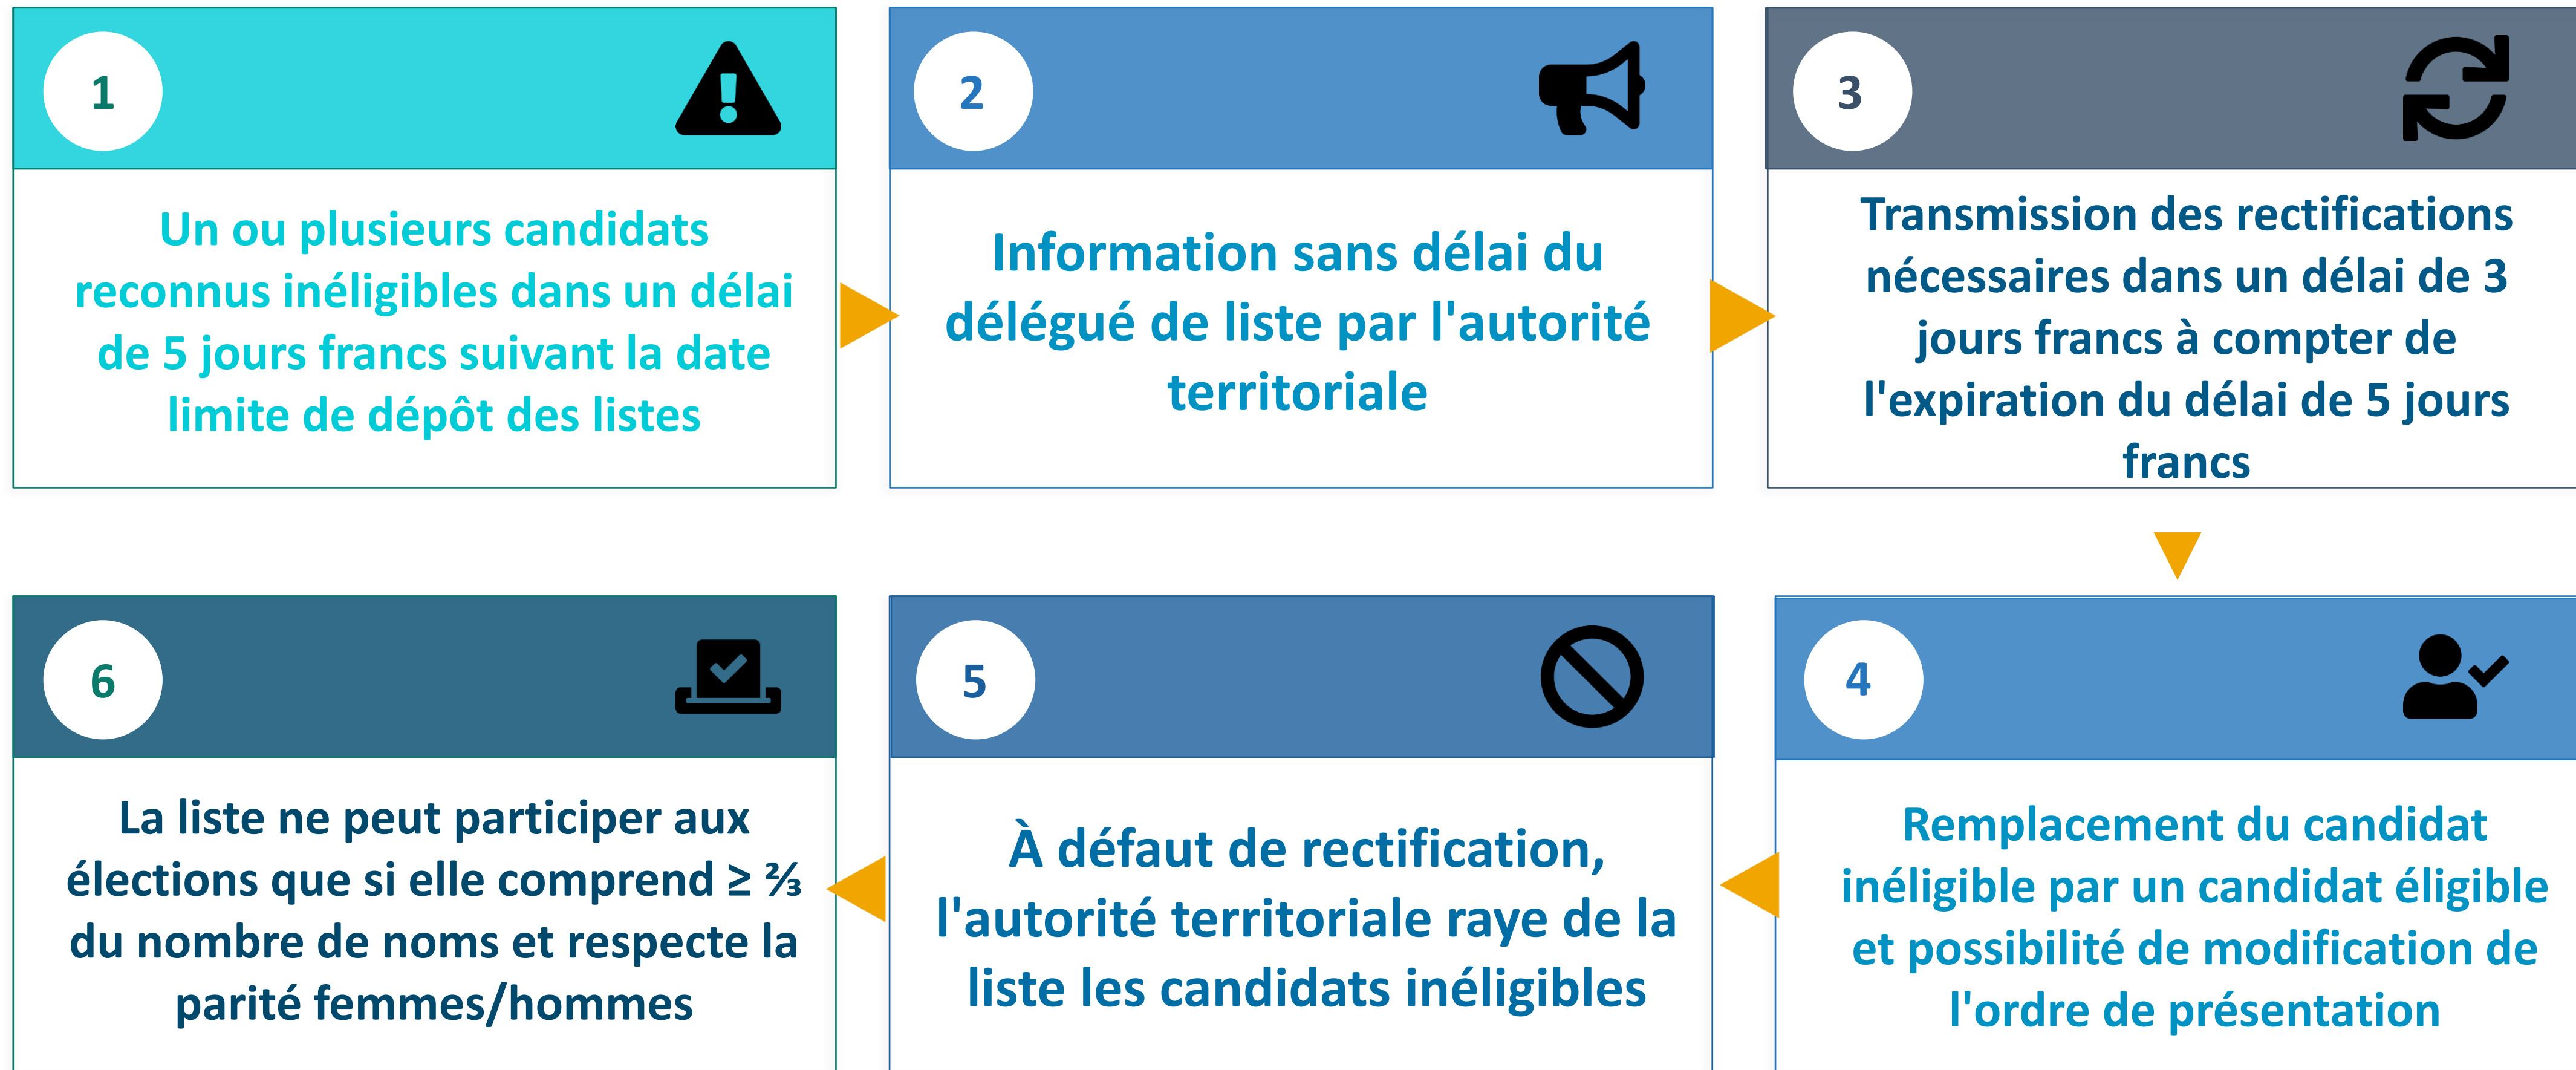 1
Un ou plusieurs candidats
reconnus inéligibles dans un délai
de 5 jours francs suivant la date
limite de dépôt des listes
2
Information sans délai du
délégué de liste par l'autorité
territoriale
3
Transmission des rectifications
nécessaires dans un délai de 3
jours francs à compter de
l'expiration du délai de 5 jours
francs
4
Remplacement du candidat
inéligible par un candidat éligible
et possibilité de modification de
l'ordre de présentation
5
À défaut de rectification,
l'autorité territoriale raye de la
liste les candidats inéligibles
6
La liste ne peut participer aux
élections que si elle comprend ≥ ⅔
du nombre de noms et respecte la
parité femmes/hommes